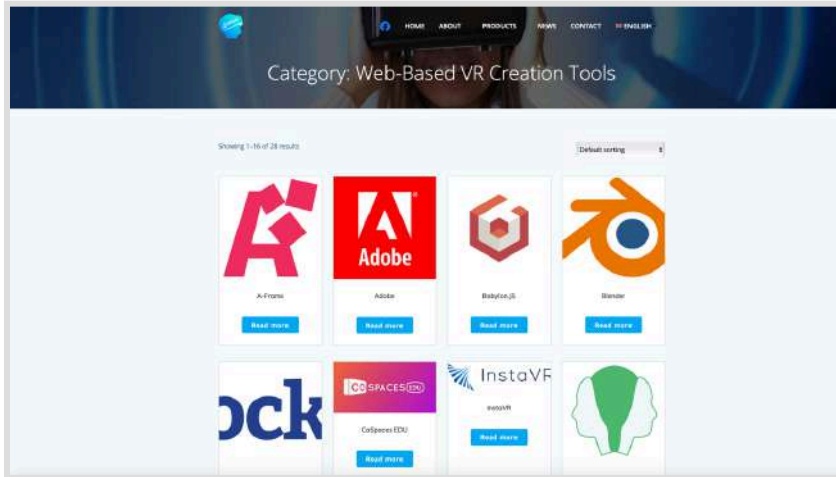 HOME ABOUT PRODUCTS NEWS CONTACT ENGLISH
Category: Web-Based VR Creation Tools
Showing 1–16 of 28 results
Default sorting
Adobe
A-Frame
Adobe
Babylon.JS
Blender
Read more
Read more
Read more
Read more
ock
CO SPACES EDU
InstaVR
CoSpaces EDU
InstaVR
Read more
Read more